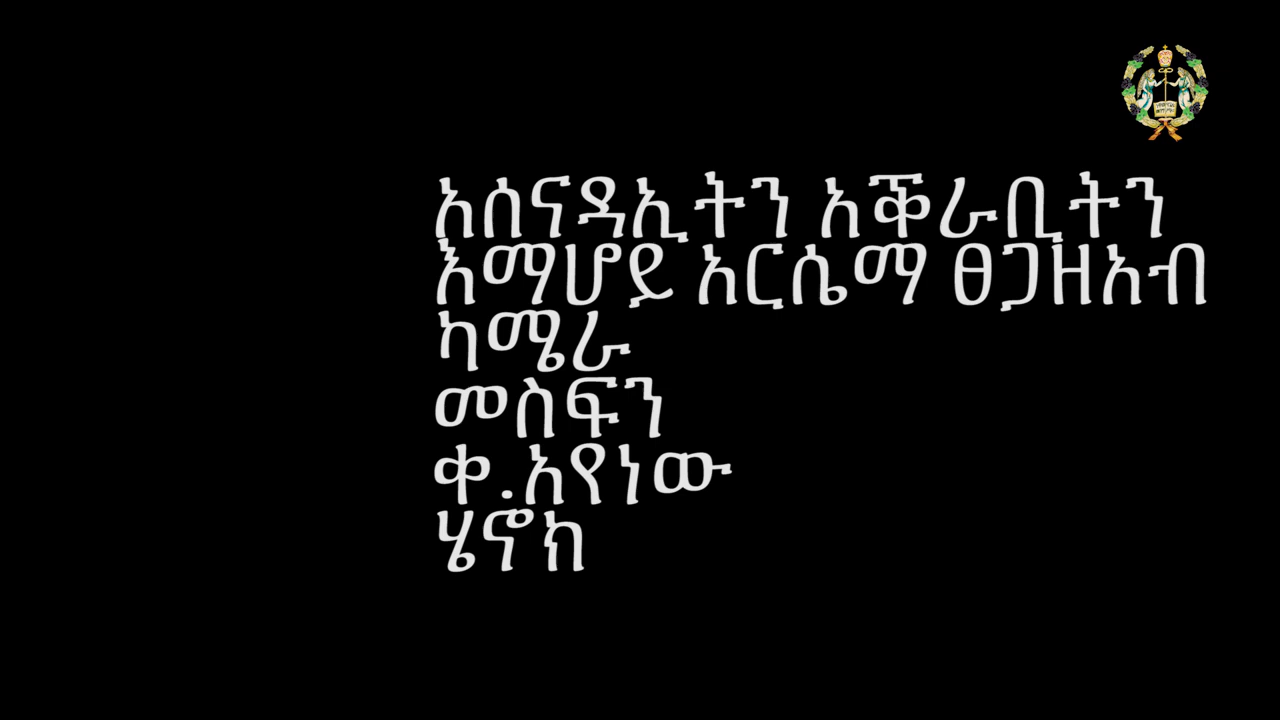 አሰናዳኢትን አቕራቢትን
እማሆይ አርሴማ ፀጋዘአብ
ካሜራ
መስፍን
ቀ.አየነው
ሄኖክ